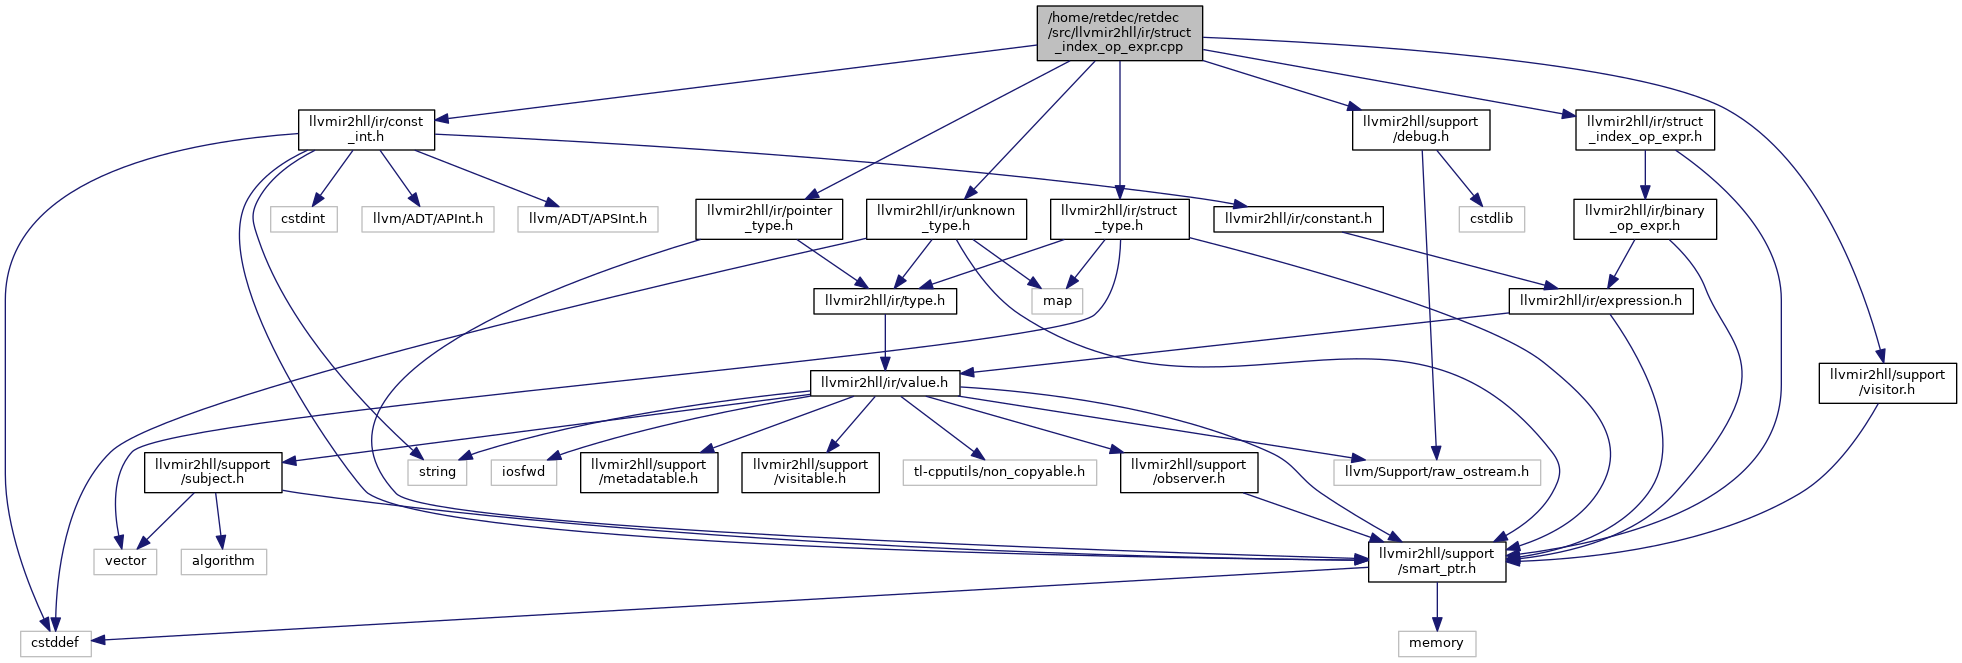 /home/retdec/retdec
/src/llvmir2hll/ir/struct
_index_op_expr.cpp
llvmir2hll/ir/const
_int.h
llvmir2hll/support
/debug.h
llvmir2hll/ir/struct
_index_op_expr.h
cstdint
llvm/ADT/APInt.h
llvm/ADT/APSInt.h
llvmir2hll/ir/pointer
_type.h
llvmir2hll/ir/unknown
_type.h
llvmir2hll/ir/struct
_type.h
llvmir2hll/ir/constant.h
cstdlib
llvmir2hll/ir/binary
_op_expr.h
llvmir2hll/ir/type.h
map
llvmir2hll/ir/expression.h
llvmir2hll/ir/value.h
llvmir2hll/support
/visitor.h
llvmir2hll/support
/subject.h
string
iosfwd
llvmir2hll/support
/metadatable.h
llvmir2hll/support
/visitable.h
tl-cpputils/non_copyable.h
llvmir2hll/support
/observer.h
llvm/Support/raw_ostream.h
vector
algorithm
llvmir2hll/support
/smart_ptr.h
cstddef
memory